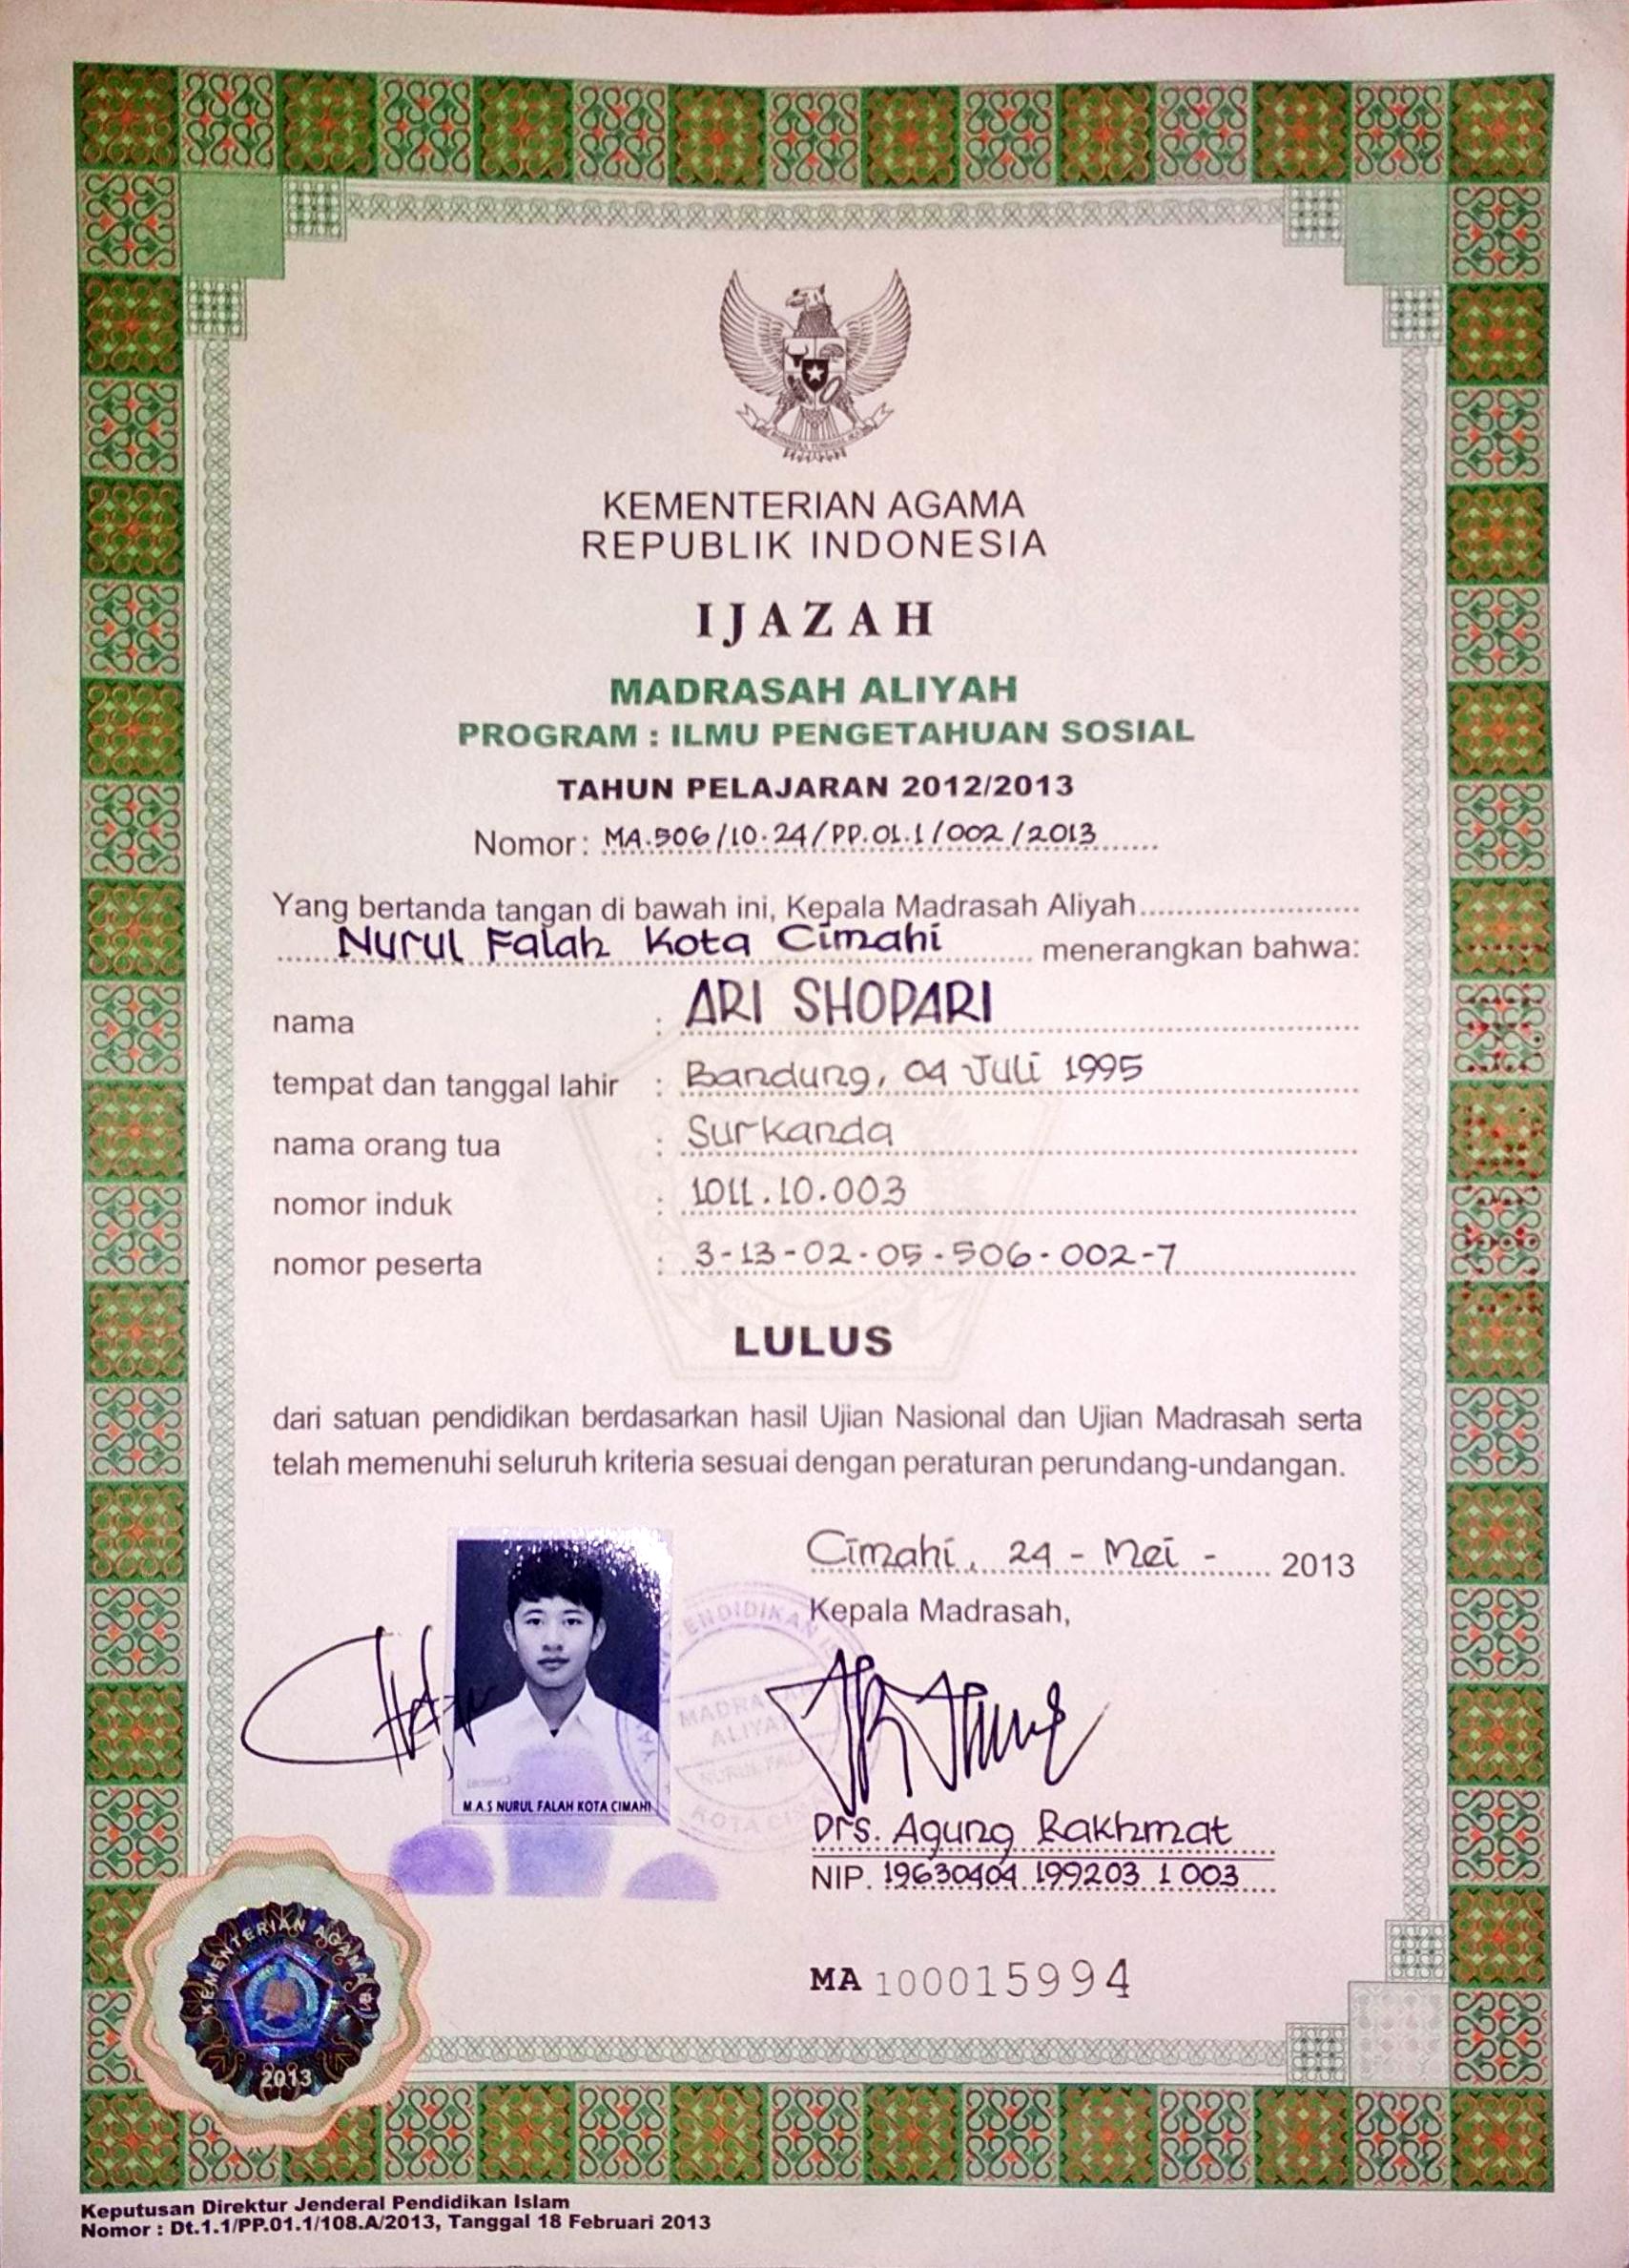 KEMENTERIAN AGAMA
REPUBLIK INDONESIA
IJAZAH
MADRASAH ALIYAH
PROGRAM : ILMU PENGETAHUAN SOSIAL
TAHUN PELAJARAN 2012/2013
Nomor: MA.506/10.24/PP.01.1/002/2013
Yang bertanda tangan di bawah ini, Kepala Madrasah Aliyah
Nurul Falah Kota Cimahi menerangkan bahwa:
nama : ARI SHOPARI
tempat dan tanggal lahir : Bandung, 04 Juli 1995
nama orang tua : Surkanda
nomor induk : 1011.10.003
nomor peserta : 3-13-02-05-506-002-7
LULUS
dari satuan pendidikan berdasarkan hasil Ujian Nasional dan Ujian Madrasah serta
telah memenuhi seluruh kriteria sesuai dengan peraturan perundang-undangan.
Cimahi, 24 - Mei - 2013
Kepala Madrasah,
PENDIDIKAN
MADRASAH
ALIYAH
NURUL FALAH
KOTA
M.A.S NURUL FALAH KOTA CIMAHI
Drs. Agung Rakhmat
NIP. 19630404 199203 1 003
MA 100015994
KEMENTERIAN AGAMA RI
2013
Keputusan Direktur Jenderal Pendidikan Islam
Nomor : Dt.1.1/PP.01.1/108.A/2013, Tanggal 18 Februari 2013